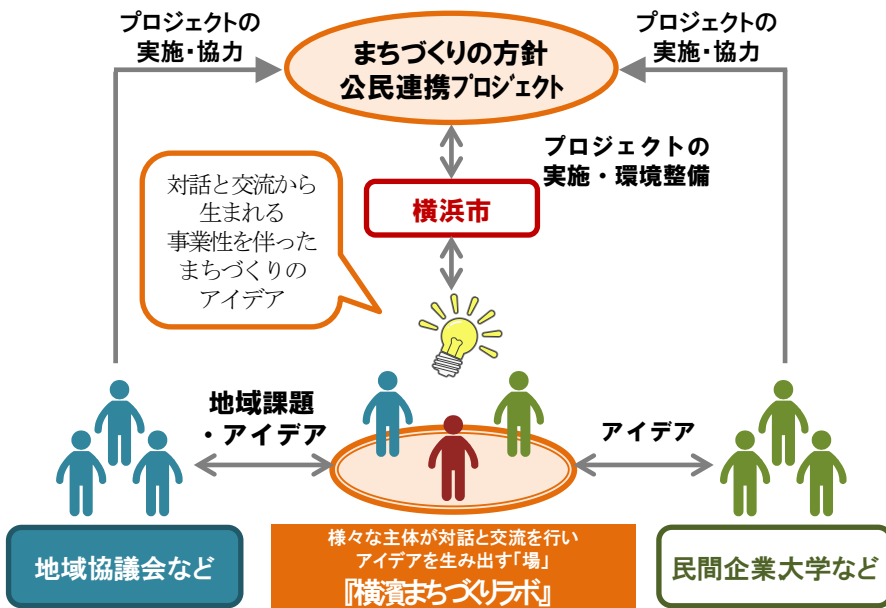 プロジェクトの
実施・協力
まちづくりの方針
公民連携プロジェクト
プロジェクトの
実施・協力
プロジェクトの
実施・環境整備
対話と交流から
生まれる
事業性を伴った
まちづくりの
アイデア
横浜市
地域課題
・アイデア
アイデア
地域協議会など
様々な主体が対話と交流を行い
アイデアを生み出す「場」
『横濱まちづくりラボ』
民間企業大学など